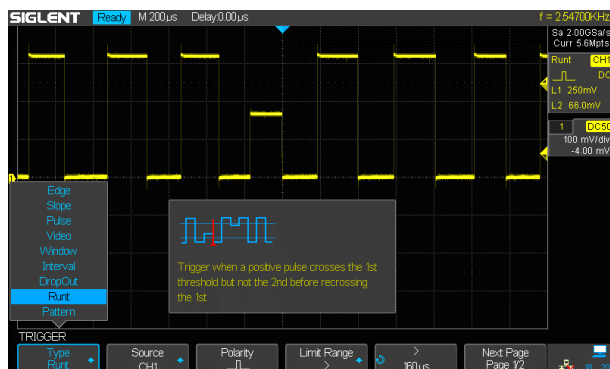 SIGLENT Ready M 200µs Delay:0.00µs f = 2.54700KHz
Sa 2.00GSa/s
Curr 5.6Mpts
Runt CH1
DC
L1 250mV
L2 66.0mV
1 DC50
100 mV/div
-4.00 mV
1
Edge
Slope
Pulse
Video
Window
Interval
DropOut
Runt
Pattern
Trigger when a positive pulse crosses the 1st
threshold but not the 2nd before recrossing
the 1st
TRIGGER
Type Source Polarity Limit Range > Next Page
Runt CH1 > 160µs Page 1/2